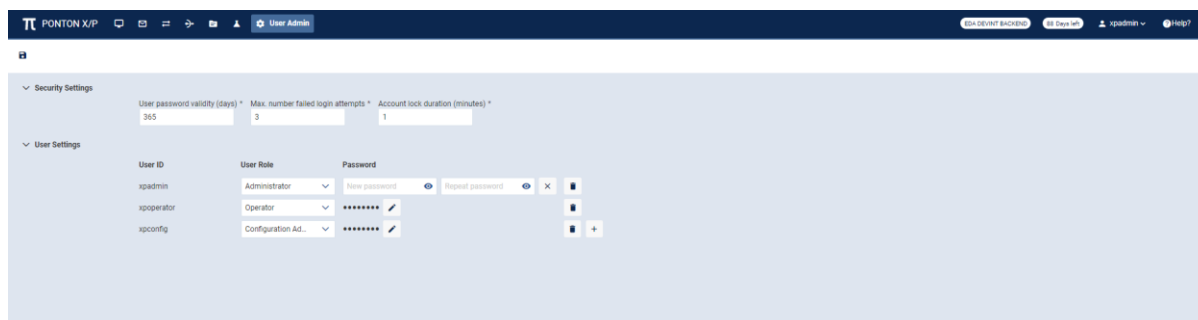 PONTON X/P User Admin EDA DEVINT BACKEND 88 Days left xpadmin Help?
Security Settings
User password validity (days) * Max. number failed login attempts * Account lock duration (minutes) *
365 3 1
User Settings
User ID User Role Password
xpadmin Administrator New password Repeat password
xpoperator Operator ••••••••
xpconfig Configuration Ad... ••••••••